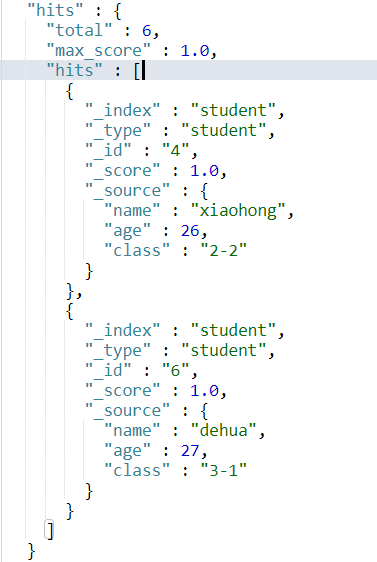 "hits" : {
"total" : 6,
"max_score" : 1.0,
"hits" : [
{
"_index" : "student",
"_type" : "student",
"_id" : "4",
"_score" : 1.0,
"_source" : {
"name" : "xiaohong",
"age" : 26,
"class" : "2-2"
}
},
{
"_index" : "student",
"_type" : "student",
"_id" : "6",
"_score" : 1.0,
"_source" : {
"name" : "dehua",
"age" : 27,
"class" : "3-1"
}
}
]
}